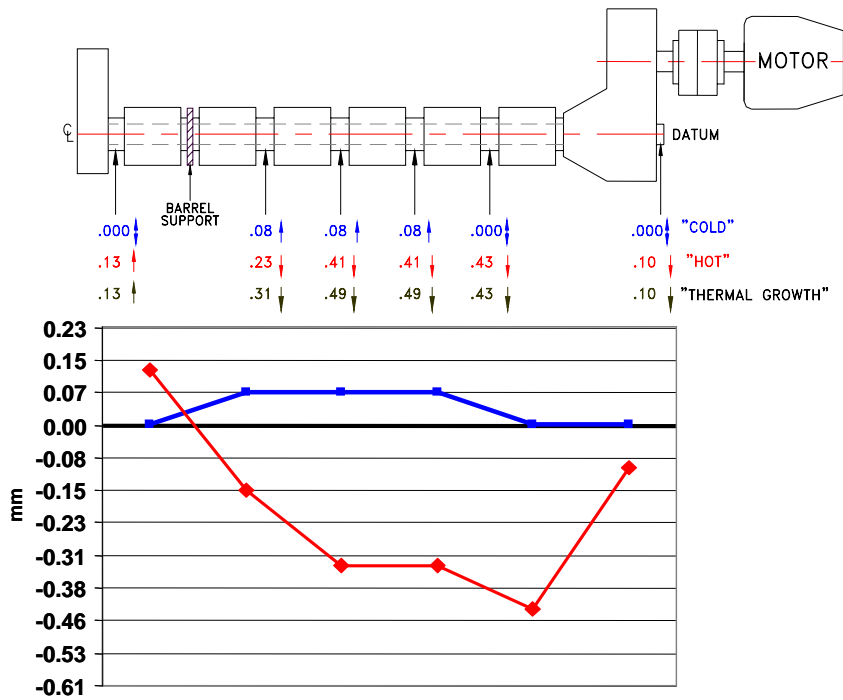 MOTOR
℄
DATUM
BARREL
SUPPORT
.000 .08 .08 .08 .000 .000 "COLD"
.13 .23 .41 .41 .43 .10 "HOT"
.13 .31 .49 .49 .43 .10 "THERMAL GROWTH"
0.23
0.15
0.07
0.00
-0.08
-0.15
-0.23
-0.31
-0.38
-0.46
-0.53
-0.61
mm